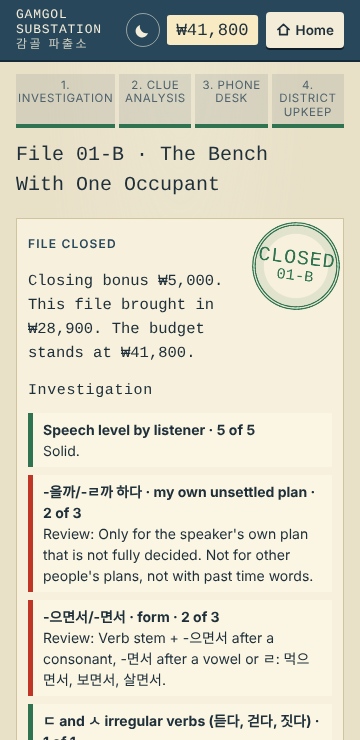 GAMGOL
SUBSTATION
감골 파출소
₩41,800
Home
1.
INVESTIGATION
2. CLUE
ANALYSIS
3. PHONE
DESK
4.
DISTRICT
UPKEEP
File 01-B · The Bench
With One Occupant
FILE CLOSED
CLOSED
01-B
Closing bonus ₩5,000.
This file brought in
₩28,900. The budget
stands at ₩41,800.
Investigation
Speech level by listener · 5 of 5
Solid.
-을까/-ㄹ까 하다 · my own unsettled plan ·
2 of 3
Review: Only for the speaker's own plan
that is not fully decided. Not for other
people's plans, not with past time words.
-으면서/-면서 · form · 2 of 3
Review: Verb stem + -으면서 after a
consonant, -면서 after a vowel or ㄹ: 먹으
면서, 보면서, 살면서.
ㄷ and ㅅ irregular verbs (듣다, 걷다, 짓다) ·
1 of 1